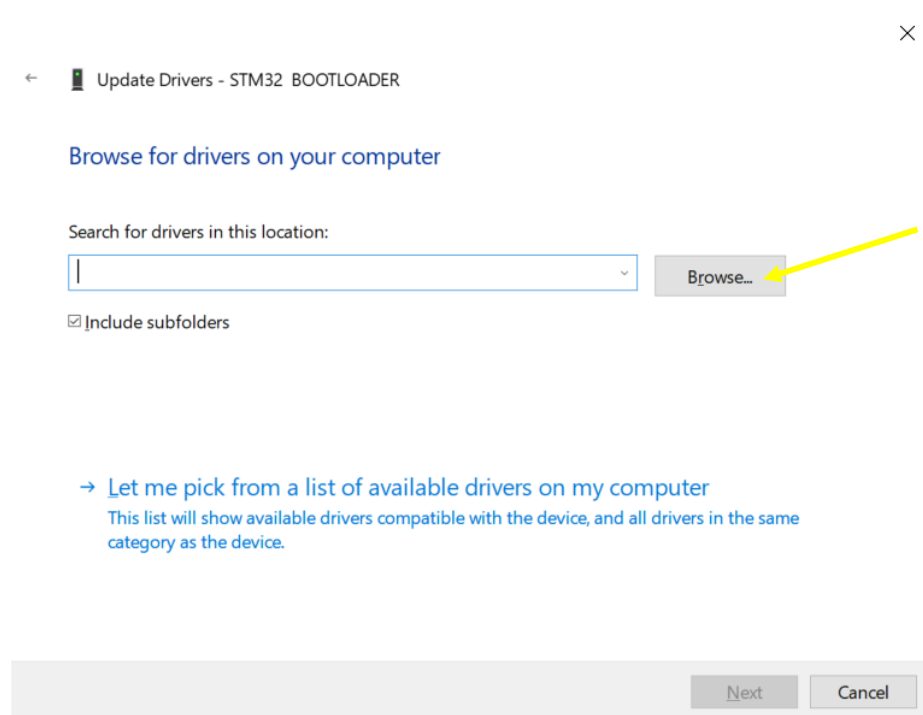 Update Drivers - STM32 BOOTLOADER
Browse for drivers on your computer
Search for drivers in this location:
Browse...
Include subfolders
Let me pick from a list of available drivers on my computer
This list will show available drivers compatible with the device, and all drivers in the same
category as the device.
Next
Cancel